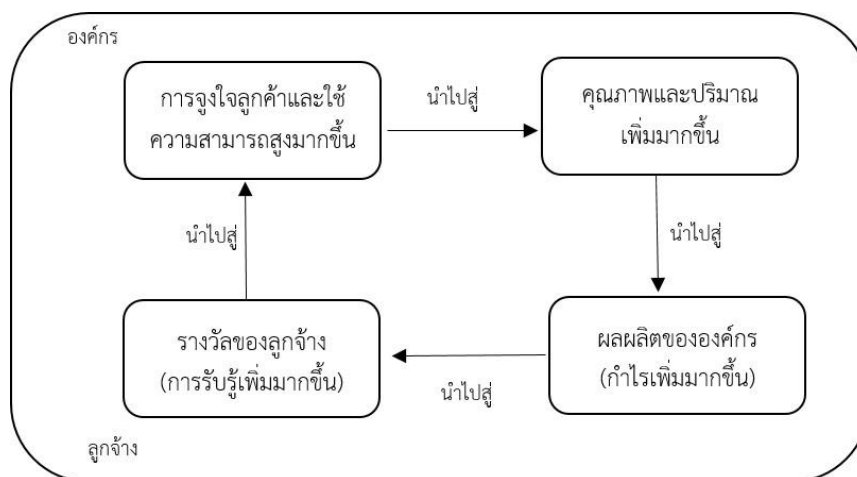 องค์กร
การจูงใจลูกค้าและใช้
ความสามารถสูงมากขึ้น
นำไปสู่
คุณภาพและปริมาณ
เพิ่มมากขึ้น
นำไปสู่
นำไปสู่
รางวัลของลูกจ้าง
(การรับรู้เพิ่มมากขึ้น)
นำไปสู่
ผลผลิตขององค์กร
(กำไรเพิ่มมากขึ้น)
ลูกจ้าง